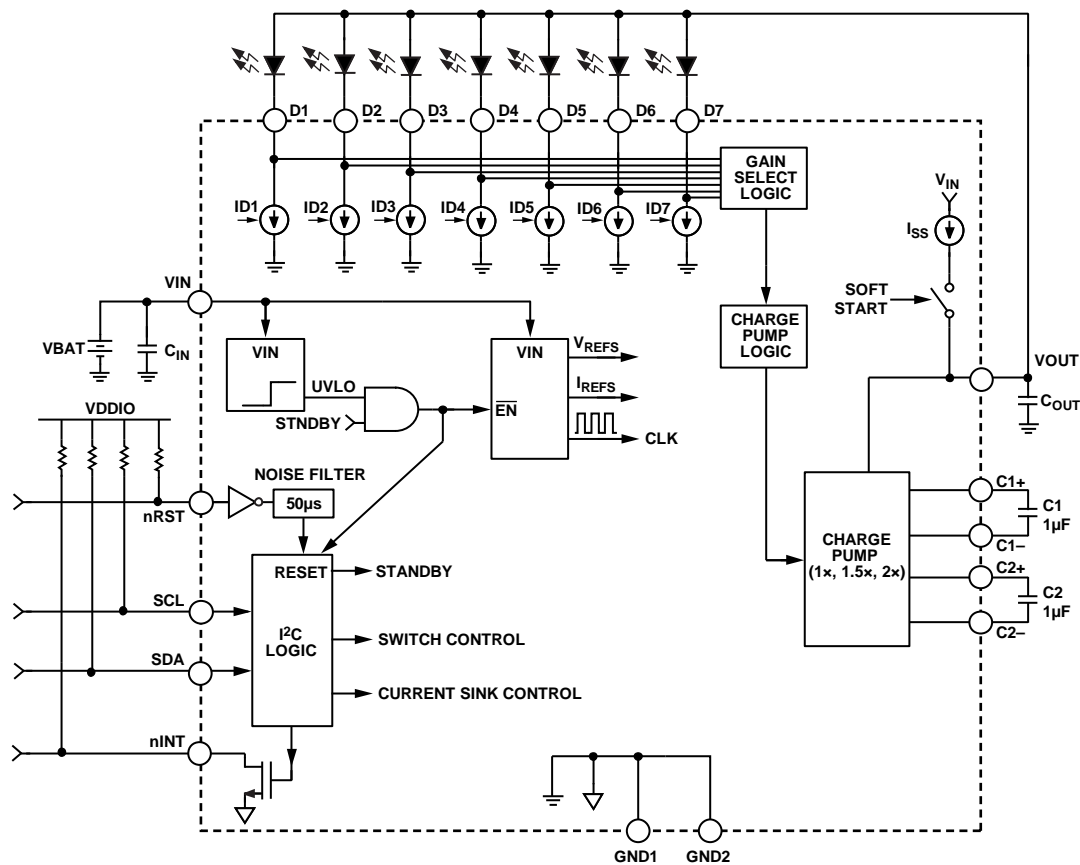 D1 D2 D3 D4 D5 D6 D7
GAIN
SELECT
LOGIC
VIN
ISS
ID1 ID2 ID3 ID4 ID5 ID6 ID7
VIN
SOFT
START
CHARGE
PUMP
LOGIC
VBAT
CIN
VIN
UVLO
STNDBY
VIN
EN
VREFS
IREFS
CLK
VOUT
COUT
VDDIO
NOISE FILTER
50µs
nRST
RESET
I²C
LOGIC
STANDBY
SWITCH CONTROL
CURRENT SINK CONTROL
SCL
SDA
nINT
CHARGE
PUMP
(1×, 1.5×, 2×)
C1+
C1
1µF
C1–
C2+
C2
1µF
C2–
GND1 GND2